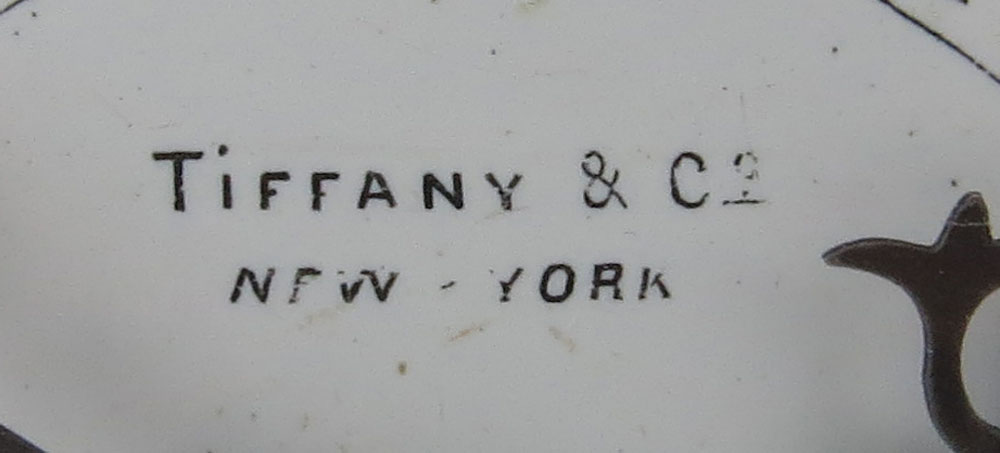 TiFFANY & Cº
NEW - YORK